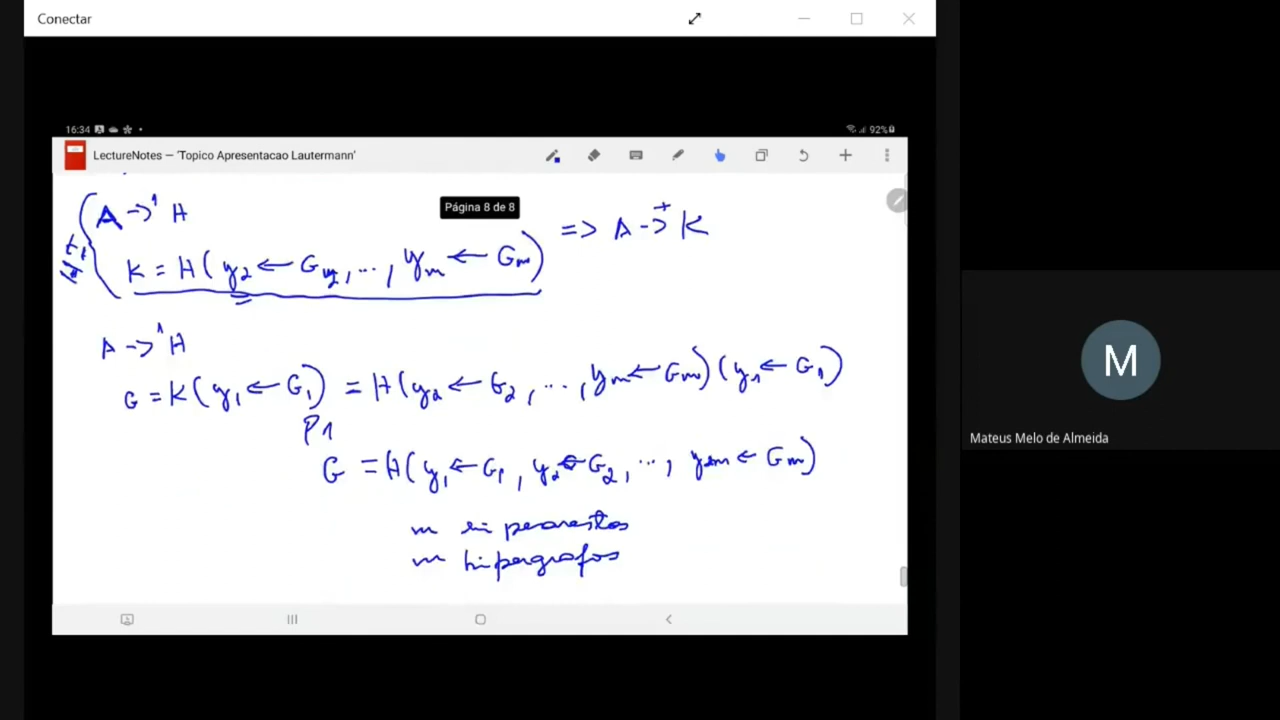 Conectar
16:34 92%
LectureNotes – 'Topico Apresentacao Lautermann'
Página 8 de 8
A →¹ H
=> A →⁺ K
K = H(y₂ ← G₂, ..., yₘ ← Gₘ)
A →¹ H
G = K(y₁ ← G₁) = H(y₂ ← G₂, ..., yₘ ← Gₘ)(y₁ ← G₁)
P1
G = H(y₁ ← G₁, y₂ ← G₂, ..., yₘ ← Gₘ)
m hiperarestas
m hipergrafos
M
Mateus Melo de Almeida